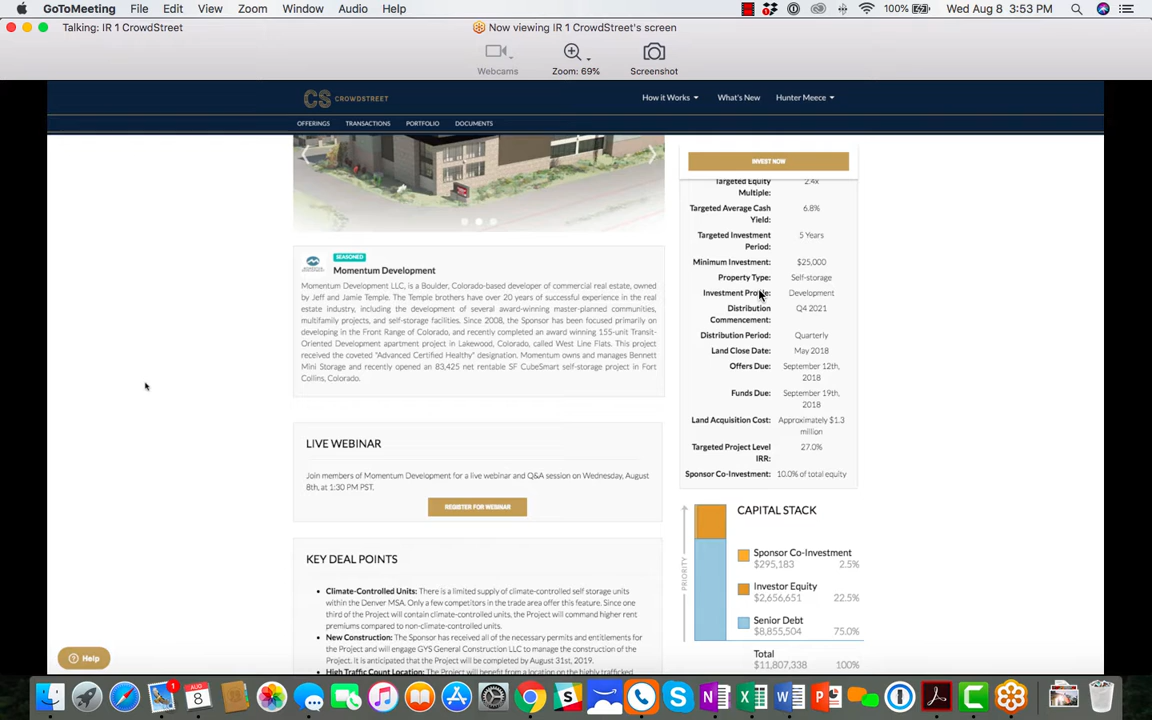 GoToMeeting File Edit View Zoom Window Audio Help 100% Wed Aug 8 3:53 PM
Talking: IR 1 CrowdStreet
Now viewing IR 1 CrowdStreet's screen
Webcams
Zoom: 69%
Screenshot
CS CROWDSTREET
How it Works What's New Hunter Meece
OFFERINGS TRANSACTIONS PORTFOLIO DOCUMENTS
SEASONED
Momentum Development
Momentum Development LLC, is a Boulder, Colorado-based developer of commercial real estate, owned
by Jeff and Jamie Temple. The Temple brothers have over 20 years of successful experience in the real
estate industry, including the development of several award-winning master-planned communities,
multifamily projects, and self-storage facilities. Since 2008, the Sponsor has focused primarily on
developing in the Front Range of Colorado, and recently completed an award winning 155-unit Transit-
Oriented Development apartment project in Lakewood, Colorado, called West Line Flats. This project
received the coveted "Advanced Certified Healthy" designation. Momentum owns and manages Bennett
Mini Storage and recently opened an 83,425 net rentable SF CubeSmart self-storage project in Fort
Collins, Colorado.
LIVE WEBINAR
Join members of Momentum Development for a live webinar and Q&A session on Wednesday, August
8th, at 1:30 PM PST.
REGISTER FOR WEBINAR
KEY DEAL POINTS
• Climate-Controlled Units: There is a limited supply of climate-controlled self storage units
within the Denver MSA. Only a few competitors in the trade area offer this feature. Since one
third of the Project will contain climate-controlled units, the Project will command higher rent
premiums compared to non-climate-controlled units.
• New Construction: The Sponsor has received all of the necessary permits and entitlements for
the Project and will engage GYS General Construction LLC to manage the construction of the
Project. It is anticipated that the Project will be completed by August 31st, 2019.
• High Traffic Count Location: The Project will benefit from a location on the highly trafficked
INVEST NOW
Targeted Equity 2.4x
Multiple:
Targeted Average Cash 6.8%
Yield:
Targeted Investment 5 Years
Period:
Minimum Investment: $25,000
Property Type: Self-storage
Investment Profile: Development
Distribution Q4 2021
Commencement:
Distribution Period: Quarterly
Land Close Date: May 2018
Offers Due: September 12th,
2018
Funds Due: September 19th,
2018
Land Acquisition Cost: Approximately $1.3
million
Targeted Project Level 27.0%
IRR:
Sponsor Co-Investment: 10.0% of total equity
CAPITAL STACK
PRIORITY
Sponsor Co-Investment
$295,183 2.5%
Investor Equity
$2,656,651 22.5%
Senior Debt
$8,855,504 75.0%
Total
$11,807,338 100%
Help
1
AUG
8